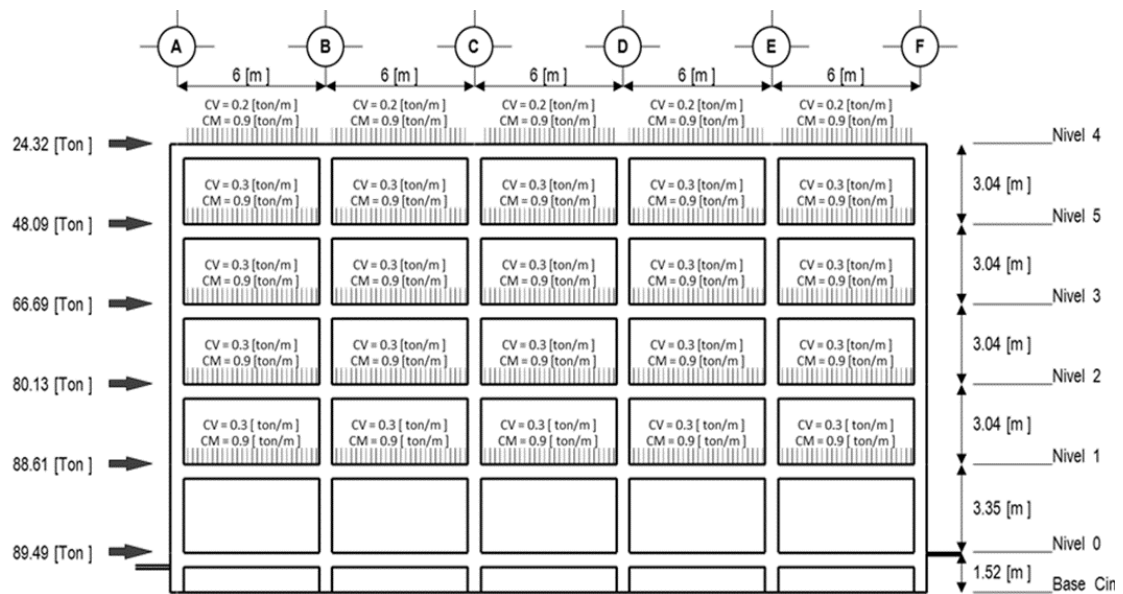 A B C D E F
6 [m ] 6 [m ] 6 [m ] 6 [m ] 6 [m ]
CV = 0.2 [ton/m ] CV = 0.2 [ton/m ] CV = 0.2 [ton/m ] CV = 0.2 [ton/m ] CV = 0.2 [ton/m ]
CM = 0.9 [ton/m ] CM = 0.9 [ton/m ] CM = 0.9 [ton/m ] CM = 0.9 [ton/m ] CM = 0.9 [ton/m ]
24.32 [Ton ] Nivel 4
CV = 0.3 [ton/m ] CV = 0.3 [ton/m ] CV = 0.3 [ton/m ] CV = 0.3 [ton/m ] CV = 0.3 [ton/m ] 3.04 [m ]
CM = 0.9 [ton/m ] CM = 0.9 [ton/m ] CM = 0.9 [ton/m ] CM = 0.9 [ton/m ] CM = 0.9 [ton/m ]
48.09 [Ton ] Nivel 5
CV = 0.3 [ton/m ] CV = 0.3 [ton/m ] CV = 0.3 [ton/m ] CV = 0.3 [ton/m ] CV = 0.3 [ton/m ] 3.04 [m ]
CM = 0.9 [ton/m ] CM = 0.9 [ton/m ] CM = 0.9 [ton/m ] CM = 0.9 [ton/m ] CM = 0.9 [ton/m ]
66.69 [Ton ] Nivel 3
CV = 0.3 [ton/m ] CV = 0.3 [ton/m ] CV = 0.3 [ton/m ] CV = 0.3 [ton/m ] CV = 0.3 [ton/m ] 3.04 [m ]
CM = 0.9 [ton/m ] CM = 0.9 [ton/m ] CM = 0.9 [ton/m ] CM = 0.9 [ton/m ] CM = 0.9 [ton/m ]
80.13 [Ton ] Nivel 2
CV = 0.3 [ ton/m ] CV = 0.3 [ ton/m ] CV = 0.3 [ ton/m ] CV = 0.3 [ ton/m ] CV = 0.3 [ ton/m ] 3.04 [m ]
CM = 0.9 [ ton/m ] CM = 0.9 [ ton/m ] CM = 0.9 [ ton/m ] CM = 0.9 [ ton/m ] CM = 0.9 [ ton/m ]
88.61 [Ton ] Nivel 1
3.35 [m ]
89.49 [Ton ] Nivel 0
1.52 [m ] Base Cin